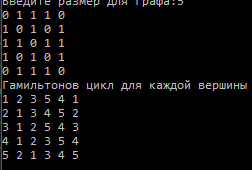 Введите размер для графа:5
0 1 1 1 0
1 0 1 0 1
1 1 0 1 1
1 0 1 0 1
0 1 1 1 0
Гамильтонов цикл для каждой вершины
1 2 3 5 4 1
2 1 3 4 5 2
3 1 2 5 4 3
4 1 2 3 5 4
5 2 1 3 4 5